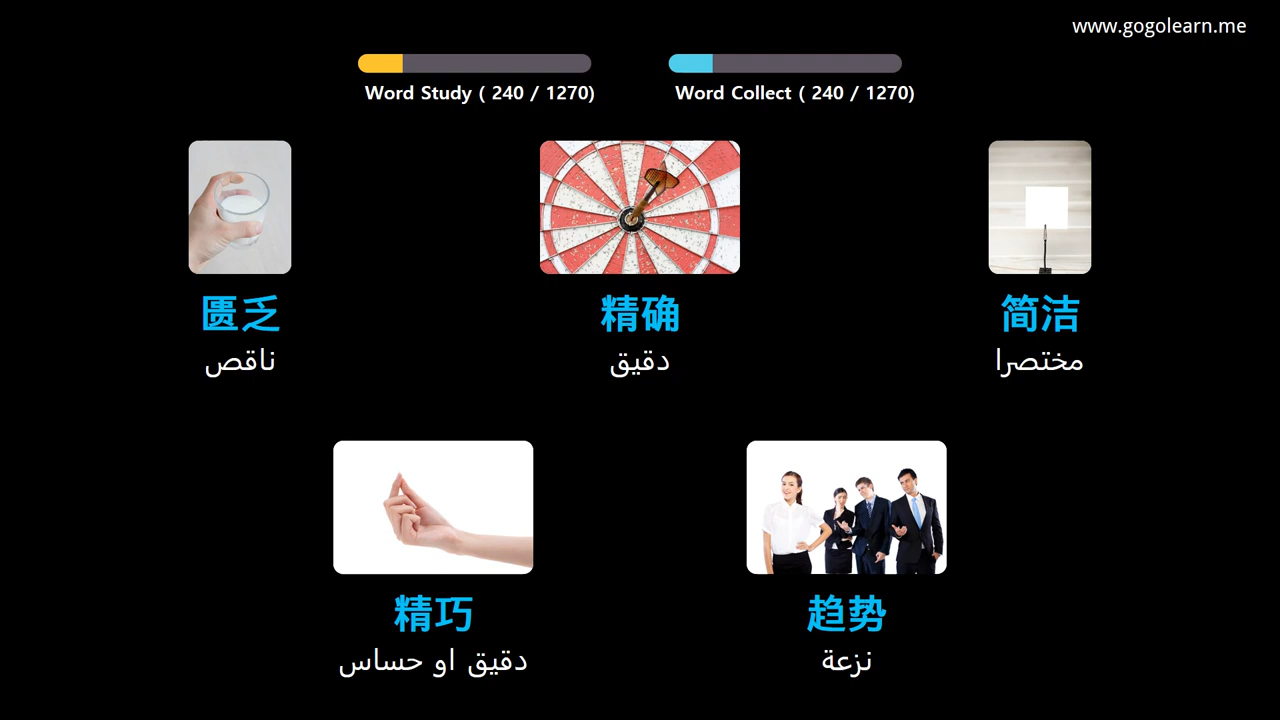 www.gogolearn.me
Word Study ( 240 / 1270)
Word Collect ( 240 / 1270)
匮乏
精确
简洁
ناقص
دقيق
مختصرا
精巧
趋势
دقيق او حساس
نزعة